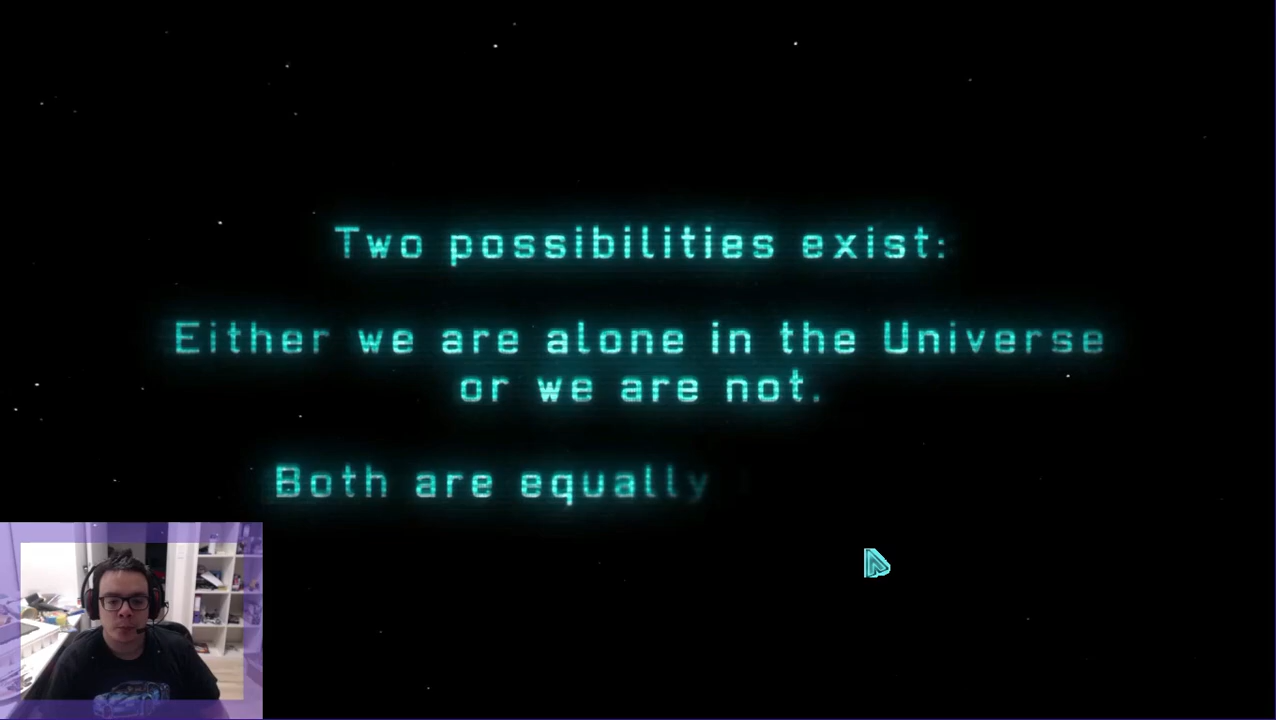 Two possibilities exist:
Either we are alone in the Universe
or we are not.
Both are equally